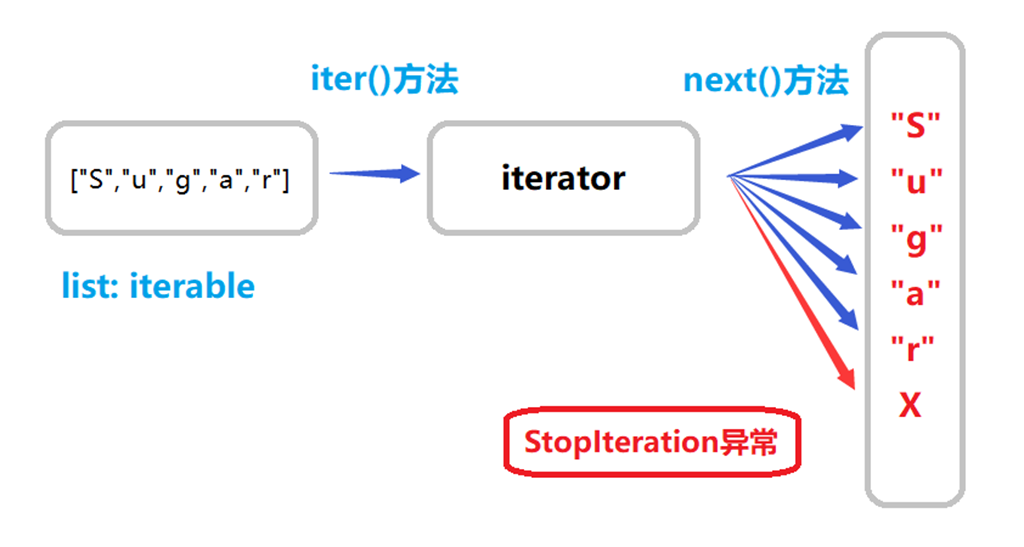 iter()方法
next()方法
["S","u","g","a","r"]
iterator
list: iterable
"S"
"u"
"g"
"a"
"r"
X
StopIteration异常